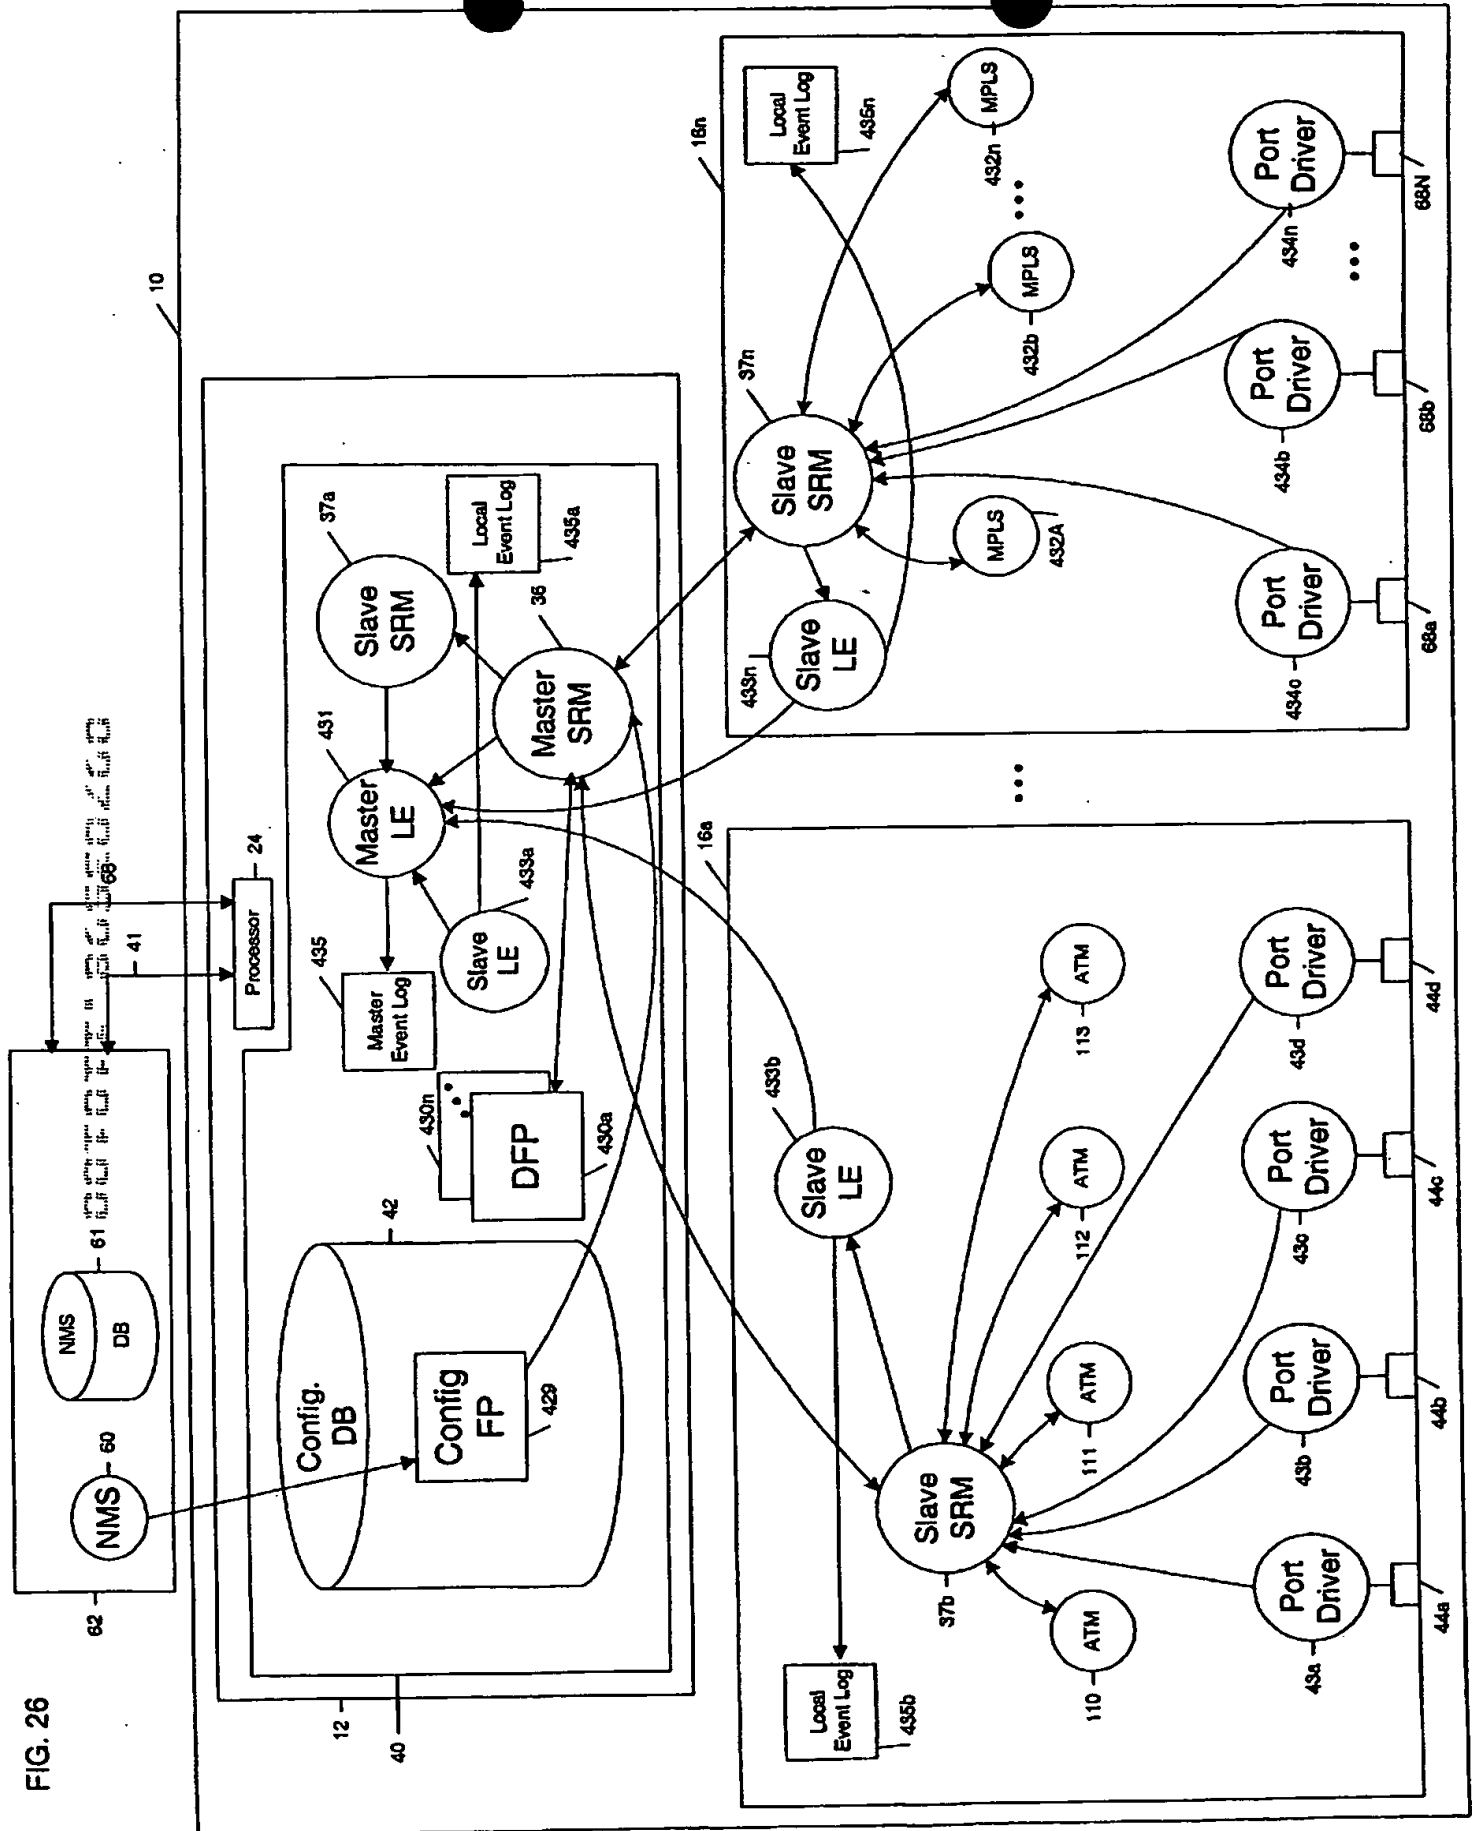 FIG. 26
62
NMS
60
NMS
DB
61
41
68
10
12
40
Processor
24
Config.
DB
42
Config
FP
429
DFP
430n
430a
Master
Event Log
435
Slave
LE
433a
Master
LE
431
Master
SRM
36
Slave
SRM
37a
Local
Event Log
435a
16a
Local
Event Log
435b
Slave
LE
433b
Slave
SRM
37b
ATM
110
ATM
111
ATM
112
ATM
113
Port
Driver
43a
44a
Port
Driver
43b
44b
Port
Driver
43c
44c
Port
Driver
43d
44d
...
16n
Slave
LE
433n
Slave
SRM
37n
Local
Event Log
435n
MPLS
432A
MPLS
432b
...
MPLS
432n
Port
Driver
434c
68a
Port
Driver
434b
68b
...
Port
Driver
434n
68N